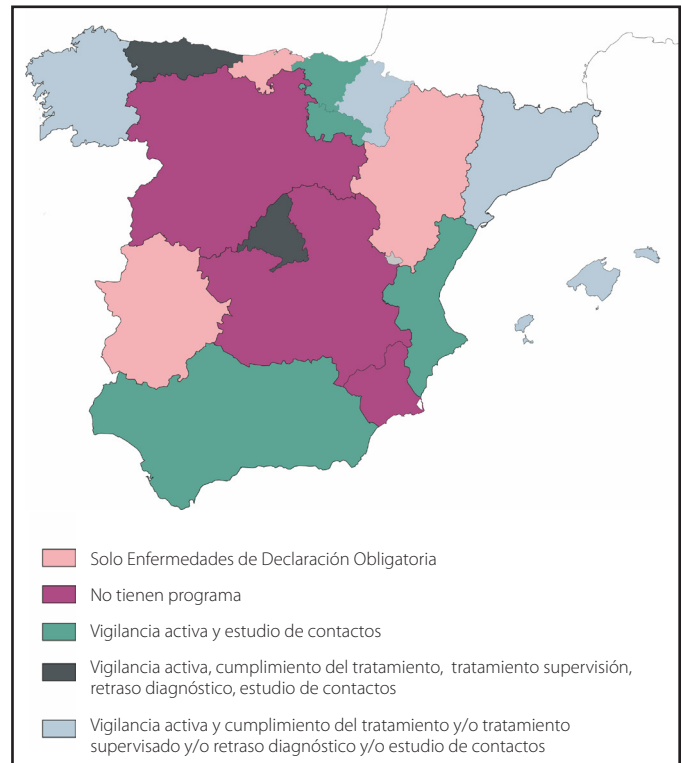 Solo Enfermedades de Declaración Obligatoria
No tienen programa
Vigilancia activa y estudio de contactos
Vigilancia activa, cumplimiento del tratamiento, tratamiento supervisión,
retraso diagnóstico, estudio de contactos
Vigilancia activa y cumplimiento del tratamiento y/o tratamiento
supervisado y/o retraso diagnóstico y/o estudio de contactos